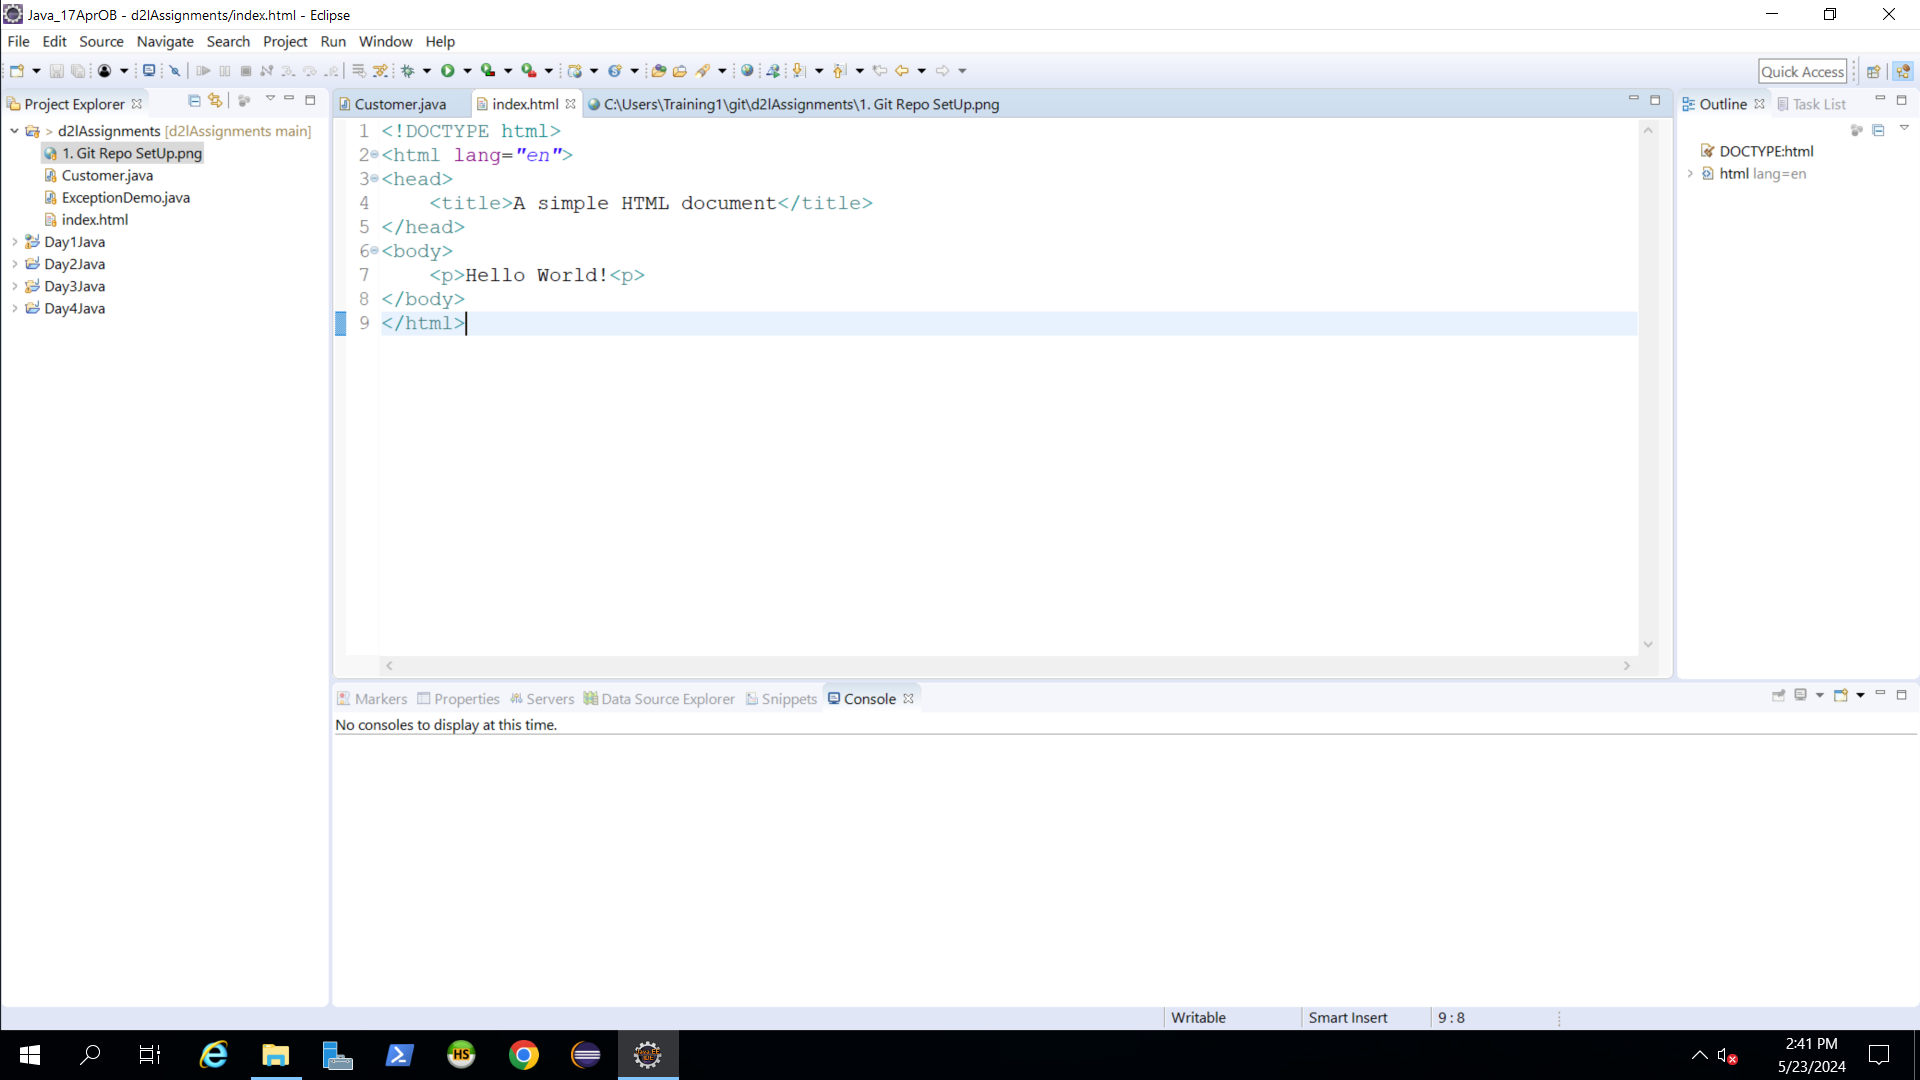 Java_17AprOB - d2lAssignments/index.html - Eclipse
File Edit Source Navigate Search Project Run Window Help
Quick Access
Project Explorer
> d2lAssignments [d2lAssignments main]
1. Git Repo SetUp.png
Customer.java
ExceptionDemo.java
index.html
Day1Java
Day2Java
Day3Java
Day4Java
Customer.java index.html C:\Users\Training1\git\d2lAssignments\1. Git Repo SetUp.png
1 <!DOCTYPE html>
2 <html lang="en">
3 <head>
4 <title>A simple HTML document</title>
5 </head>
6 <body>
7 <p>Hello World!<p>
8 </body>
9 </html>
Outline Task List
DOCTYPE:html
html lang=en
Markers Properties Servers Data Source Explorer Snippets Console
No consoles to display at this time.
Writable Smart Insert 9 : 8
HS
2:41 PM
5/23/2024